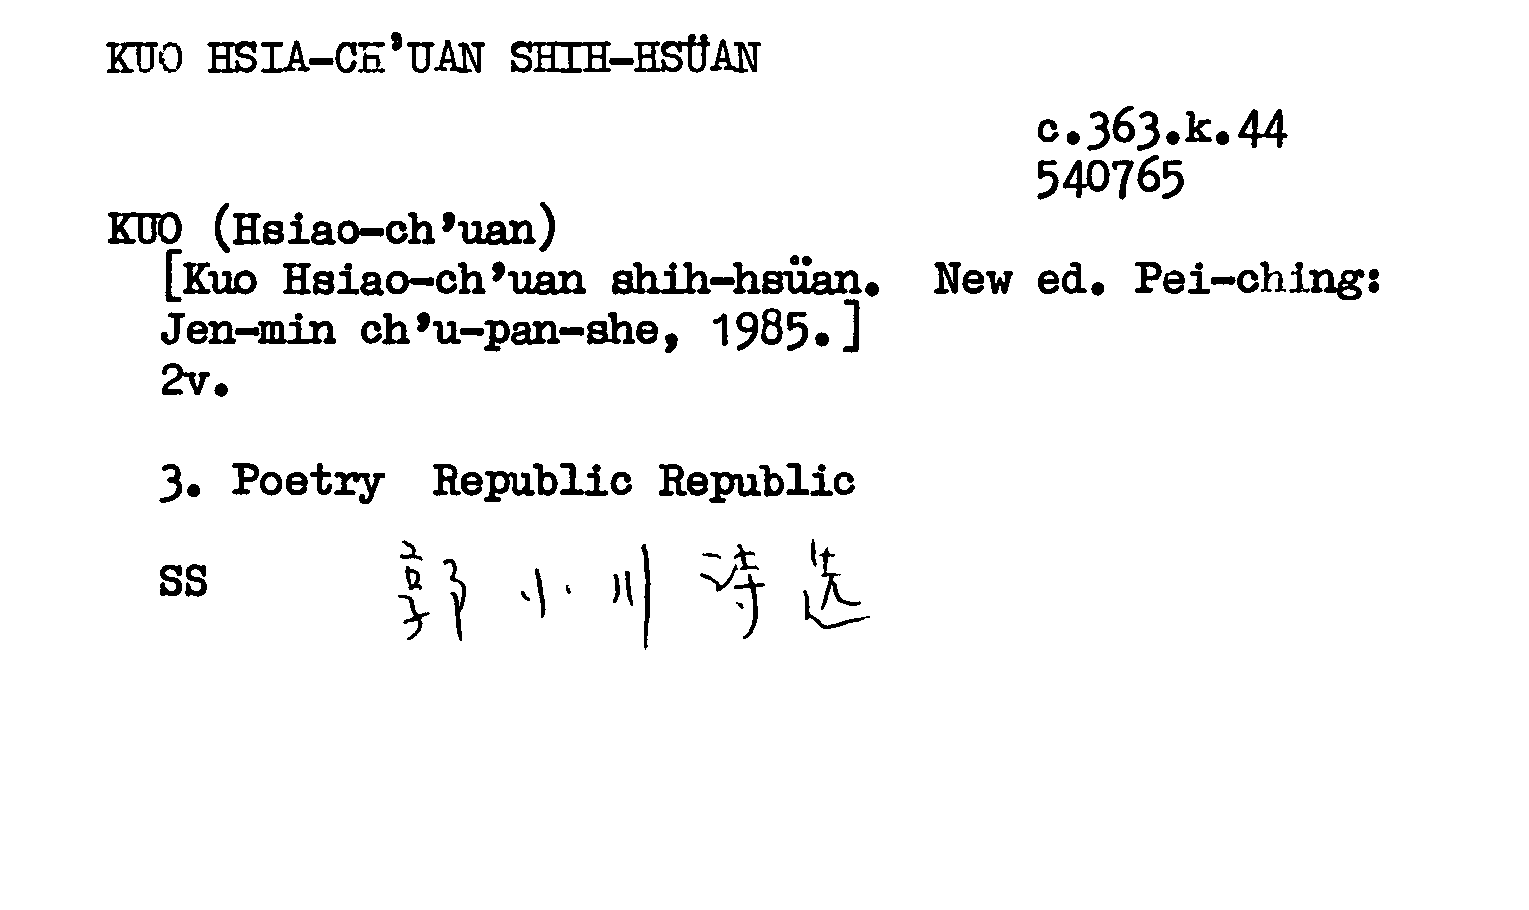 KUO HSIA-CH'UAN SHIH-HSÜAN
c.363.k.44
540765
KUO (Hsiao-ch'uan)
[Kuo Hsiao-ch'uan shih-hsüan. New ed. Pei-ching:
Jen-min ch'u-pan-she, 1985.]
2v.
3. Poetry Republic Republic
SS 郭小川诗选